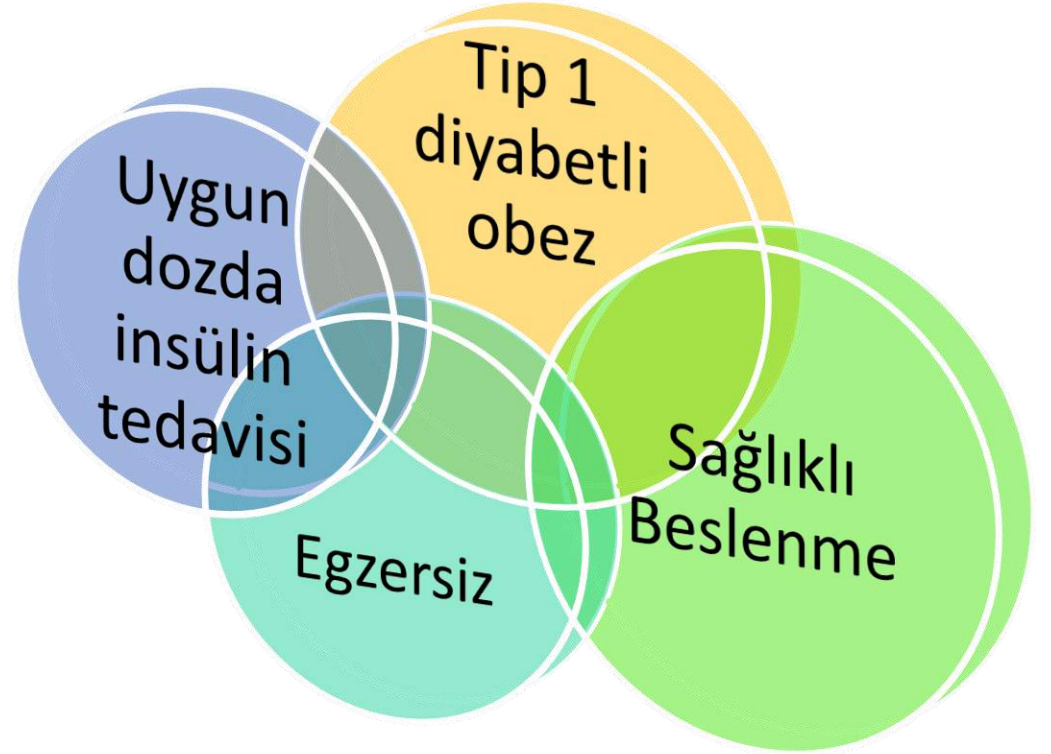 Tip 1
diyabetli
obez
Uygun
dozda
insülin
tedavisi
Sağlıklı
Beslenme
Egzersiz